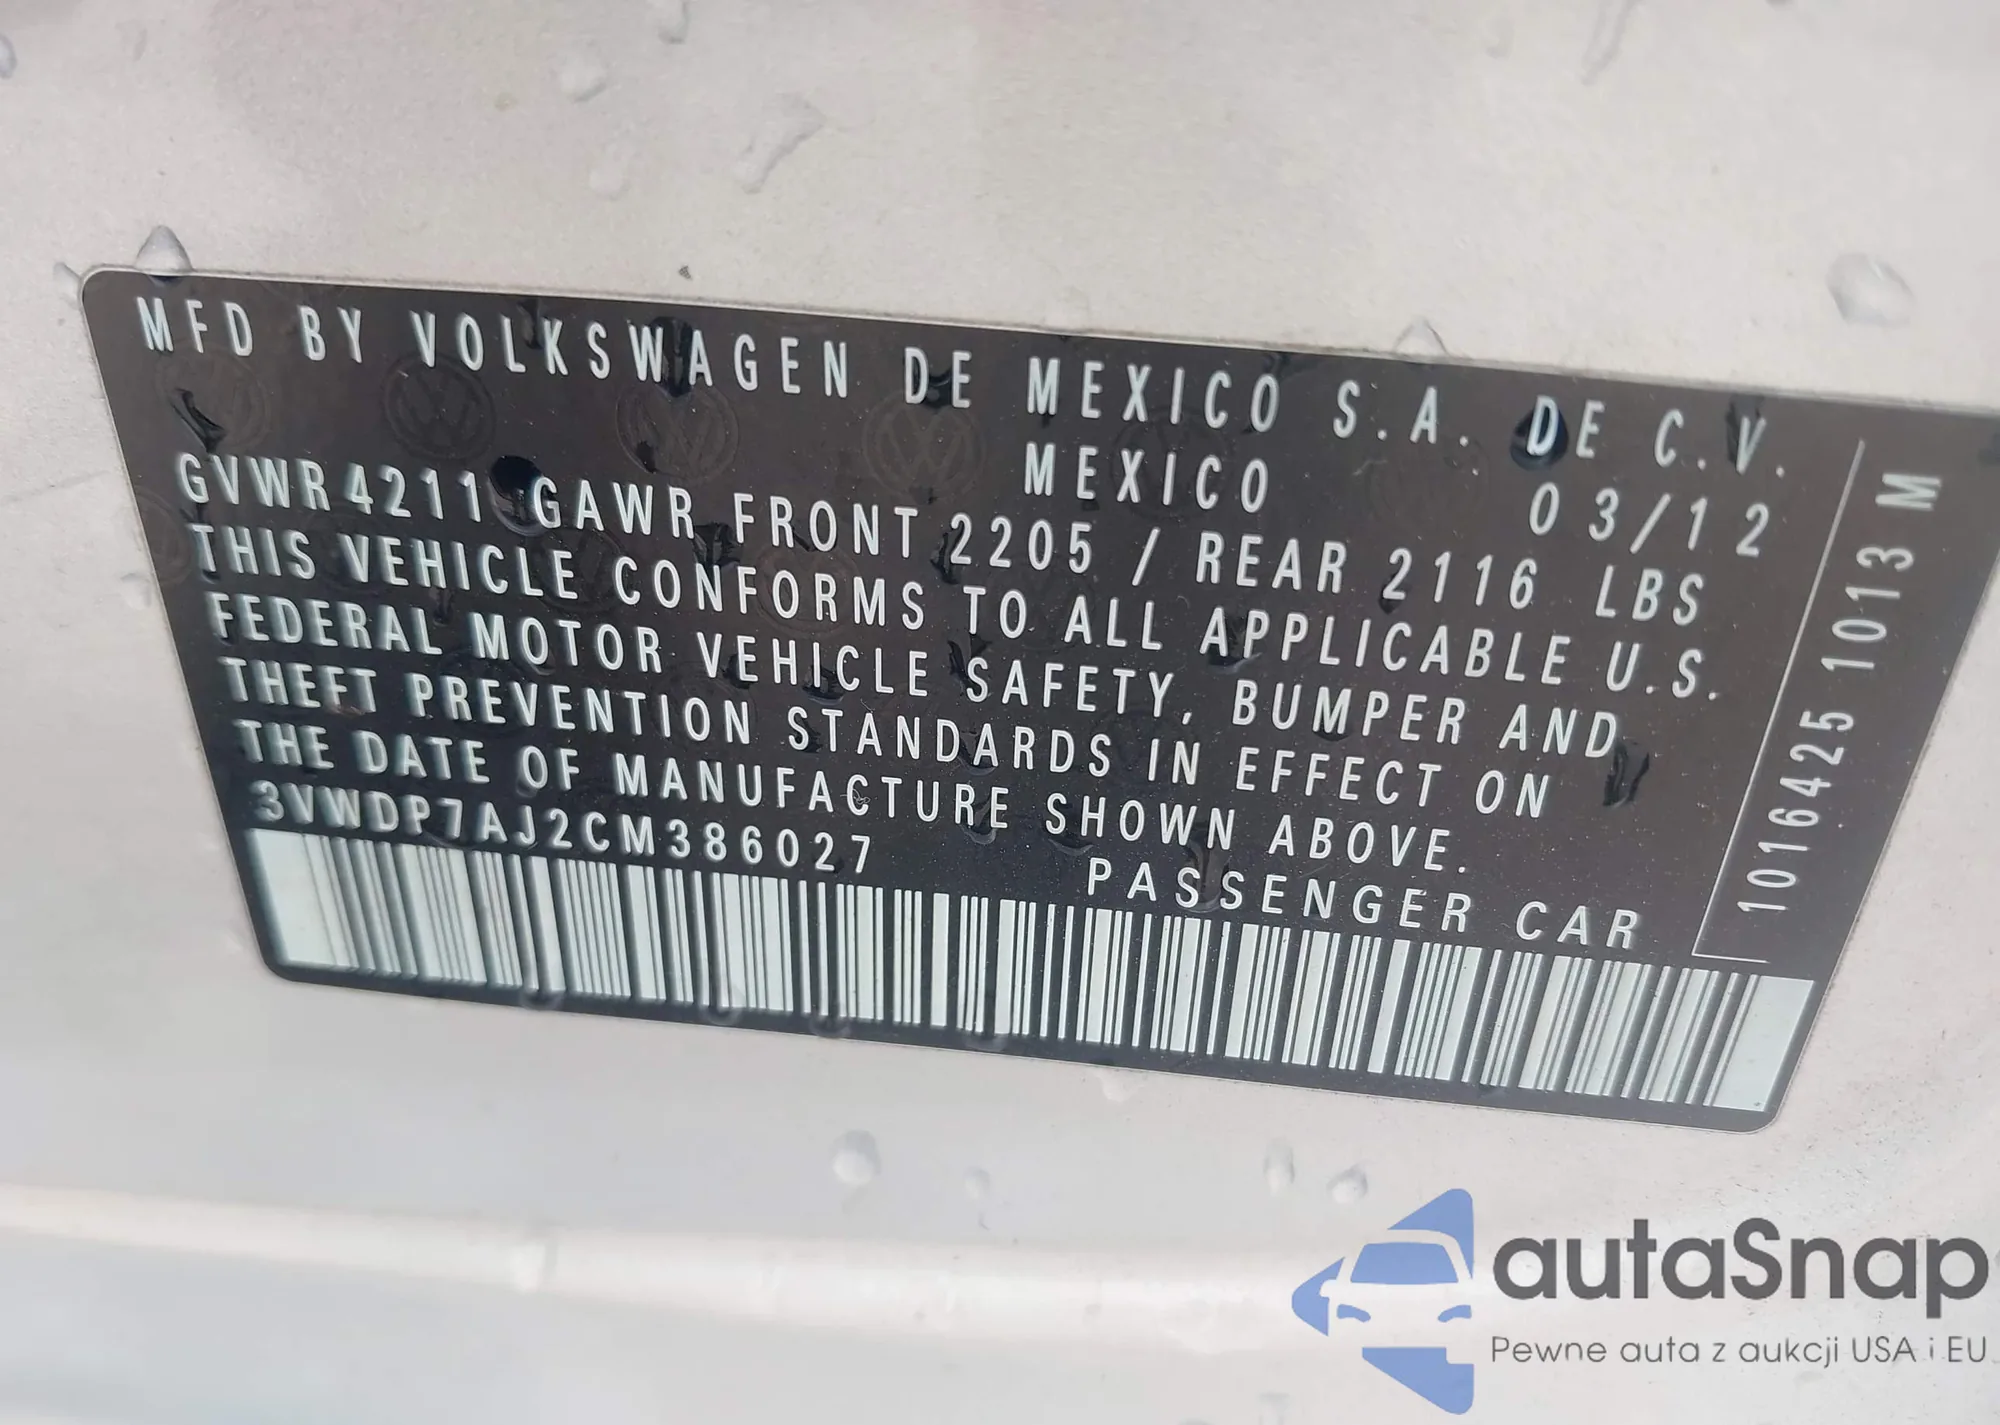 MFD BY VOLKSWAGEN DE MEXICO S.A. DE C.V.
MEXICO 03/12
GVWR 4211 GAWR FRONT 2205 / REAR 2116 LBS
THIS VEHICLE CONFORMS TO ALL APPLICABLE U.S.
FEDERAL MOTOR VEHICLE SAFETY, BUMPER AND
THEFT PREVENTION STANDARDS IN EFFECT ON
THE DATE OF MANUFACTURE SHOWN ABOVE.
3VWDP7AJ2CM386027 PASSENGER CAR
1016425 1013 M
autaSnap
Pewne auta z aukcji USA i EU